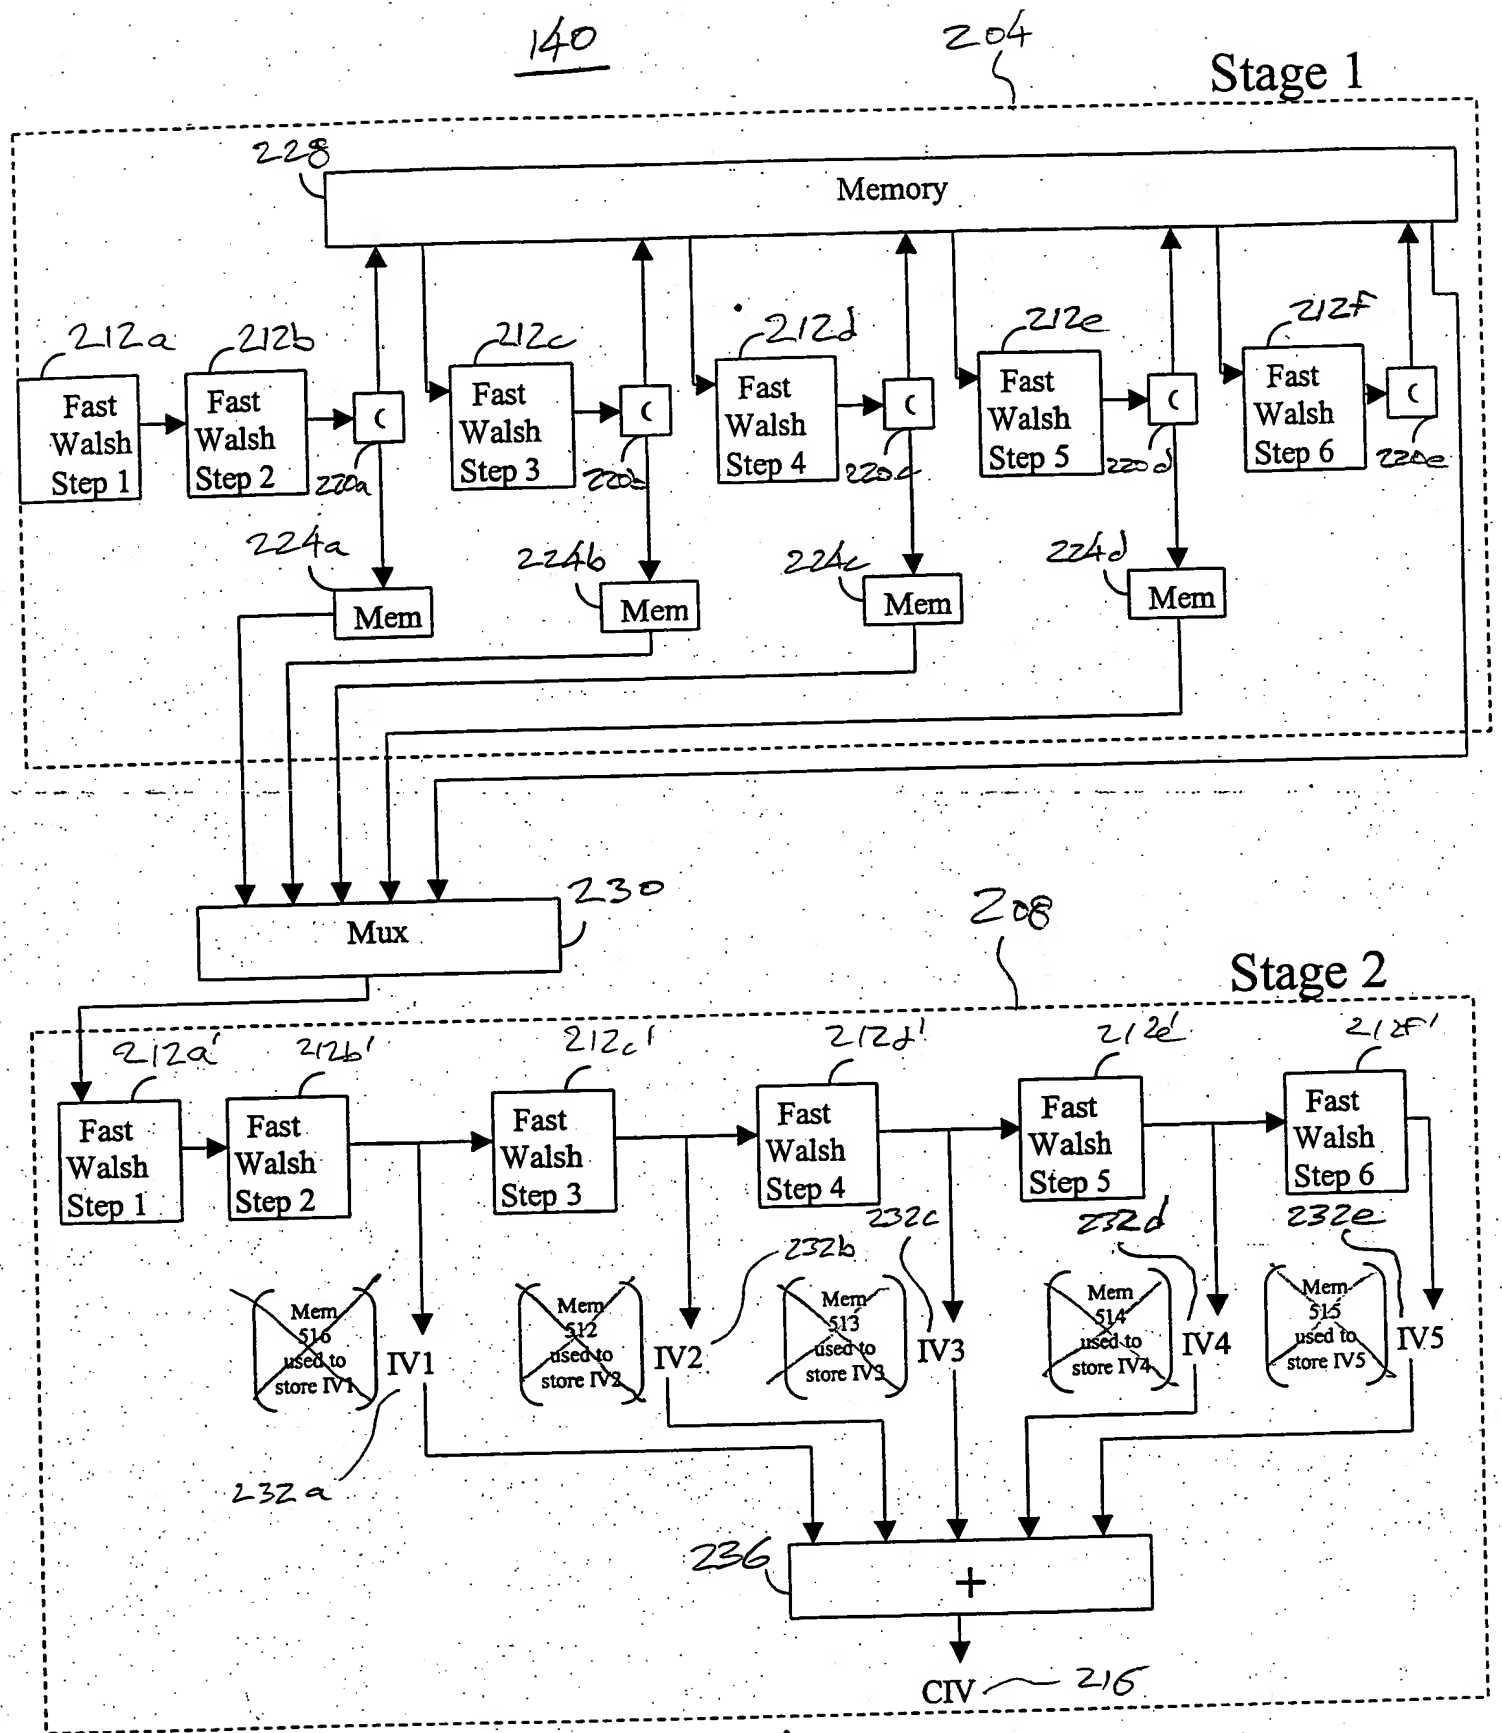 140
204
Stage 1
228
Memory
212a
212b
212c
212d
212e
212f
Fast
Walsh
Step 1
Fast
Walsh
Step 2
C
220a
Fast
Walsh
Step 3
C
220b
Fast
Walsh
Step 4
C
220c
Fast
Walsh
Step 5
C
220d
Fast
Walsh
Step 6
C
220e
224a
Mem
224b
Mem
224c
Mem
224d
Mem
230
Mux
208
Stage 2
212a'
212b'
212c'
212d'
212e'
212f'
Fast
Walsh
Step 1
Fast
Walsh
Step 2
Fast
Walsh
Step 3
Fast
Walsh
Step 4
Fast
Walsh
Step 5
Fast
Walsh
Step 6
232b
232c
232d
232e
Mem
516
used to
store IV1
IV1
Mem
512
used to
store IV2
IV2
Mem
513
used to
store IV3
IV3
Mem
514
used to
store IV4
IV4
Mem
515
used to
store IV5
IV5
232a
236
+
CIV
216